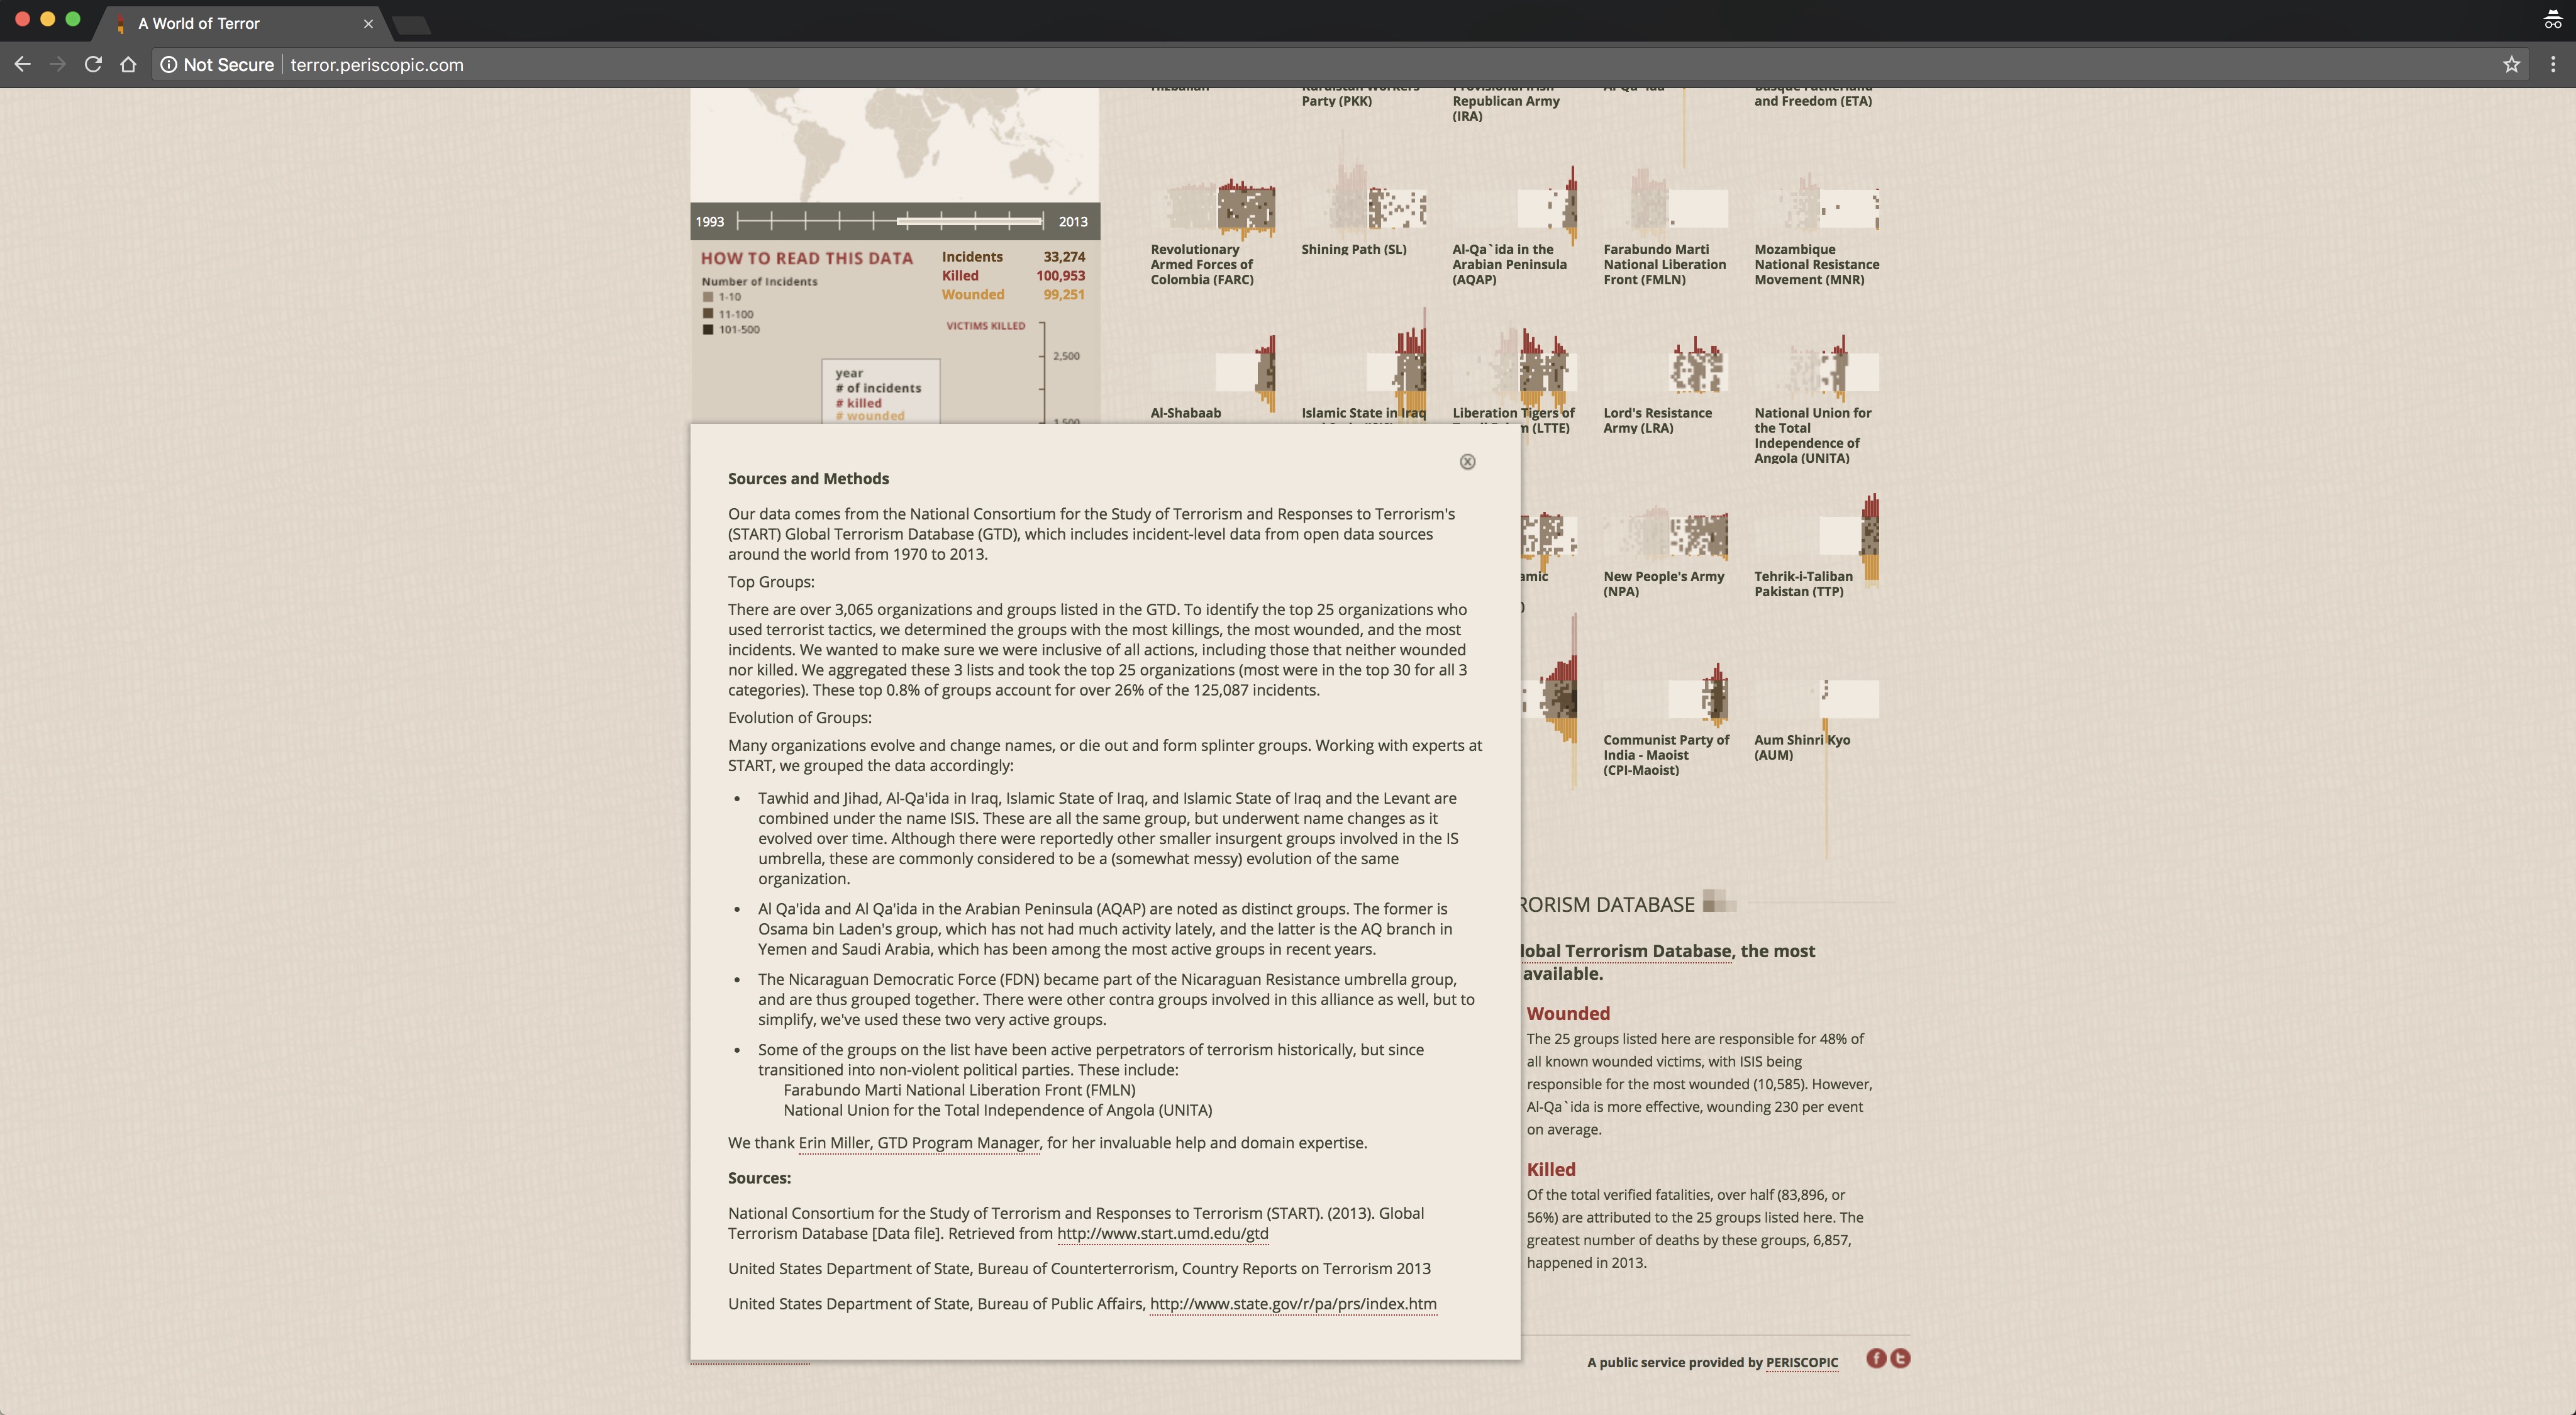 A World of Terror
Not Secure
terror.periscopic.com
Party (PKK)
Republican Army
(IRA)
and Freedom (ETA)
1993
2013
HOW TO READ THIS DATA
Number of Incidents
1-10
11-100
101-500
Incidents 33,274
Killed 100,953
Wounded 99,251
VICTIMS KILLED
2,500
year
# of incidents
# killed
# wounded
Revolutionary
Armed Forces of
Colombia (FARC)
Shining Path (SL)
Al-Qa`ida in the
Arabian Peninsula
(AQAP)
Farabundo Marti
National Liberation
Front (FMLN)
Mozambique
National Resistance
Movement (MNR)
Al-Shabaab
Islamic State in Iraq
Liberation Tigers of
(LTTE)
Lord's Resistance
Army (LRA)
National Union for
the Total
Independence of
Angola (UNITA)
amic
)
New People's Army
(NPA)
Tehrik-i-Taliban
Pakistan (TTP)
Communist Party of
India - Maoist
(CPI-Maoist)
Aum Shinri Kyo
(AUM)
Sources and Methods
Our data comes from the National Consortium for the Study of Terrorism and Responses to Terrorism's
(START) Global Terrorism Database (GTD), which includes incident-level data from open data sources
around the world from 1970 to 2013.
Top Groups:
There are over 3,065 organizations and groups listed in the GTD. To identify the top 25 organizations who
used terrorist tactics, we determined the groups with the most killings, the most wounded, and the most
incidents. We wanted to make sure we were inclusive of all actions, including those that neither wounded
nor killed. We aggregated these 3 lists and took the top 25 organizations (most were in the top 30 for all 3
categories). These top 0.8% of groups account for over 26% of the 125,087 incidents.
Evolution of Groups:
Many organizations evolve and change names, or die out and form splinter groups. Working with experts at
START, we grouped the data accordingly:
• Tawhid and Jihad, Al-Qa'ida in Iraq, Islamic State of Iraq, and Islamic State of Iraq and the Levant are
combined under the name ISIS. These are all the same group, but underwent name changes as it
evolved over time. Although there were reportedly other smaller insurgent groups involved in the IS
umbrella, these are commonly considered to be a (somewhat messy) evolution of the same
organization.
• Al Qa'ida and Al Qa'ida in the Arabian Peninsula (AQAP) are noted as distinct groups. The former is
Osama bin Laden's group, which has not had much activity lately, and the latter is the AQ branch in
Yemen and Saudi Arabia, which has been among the most active groups in recent years.
• The Nicaraguan Democratic Force (FDN) became part of the Nicaraguan Resistance umbrella group,
and are thus grouped together. There were other contra groups involved in this alliance as well, but to
simplify, we've used these two very active groups.
• Some of the groups on the list have been active perpetrators of terrorism historically, but since
transitioned into non-violent political parties. These include:
Farabundo Marti National Liberation Front (FMLN)
National Union for the Total Independence of Angola (UNITA)
We thank Erin Miller, GTD Program Manager, for her invaluable help and domain expertise.
Sources:
National Consortium for the Study of Terrorism and Responses to Terrorism (START). (2013). Global
Terrorism Database [Data file]. Retrieved from http://www.start.umd.edu/gtd
United States Department of State, Bureau of Counterterrorism, Country Reports on Terrorism 2013
United States Department of State, Bureau of Public Affairs, http://www.state.gov/r/pa/prs/index.htm
RORISM DATABASE
lobal Terrorism Database, the most
available.
Wounded
The 25 groups listed here are responsible for 48% of
all known wounded victims, with ISIS being
responsible for the most wounded (10,585). However,
Al-Qa`ida is more effective, wounding 230 per event
on average.
Killed
Of the total verified fatalities, over half (83,896, or
56%) are attributed to the 25 groups listed here. The
greatest number of deaths by these groups, 6,857,
happened in 2013.
A public service provided by PERISCOPIC